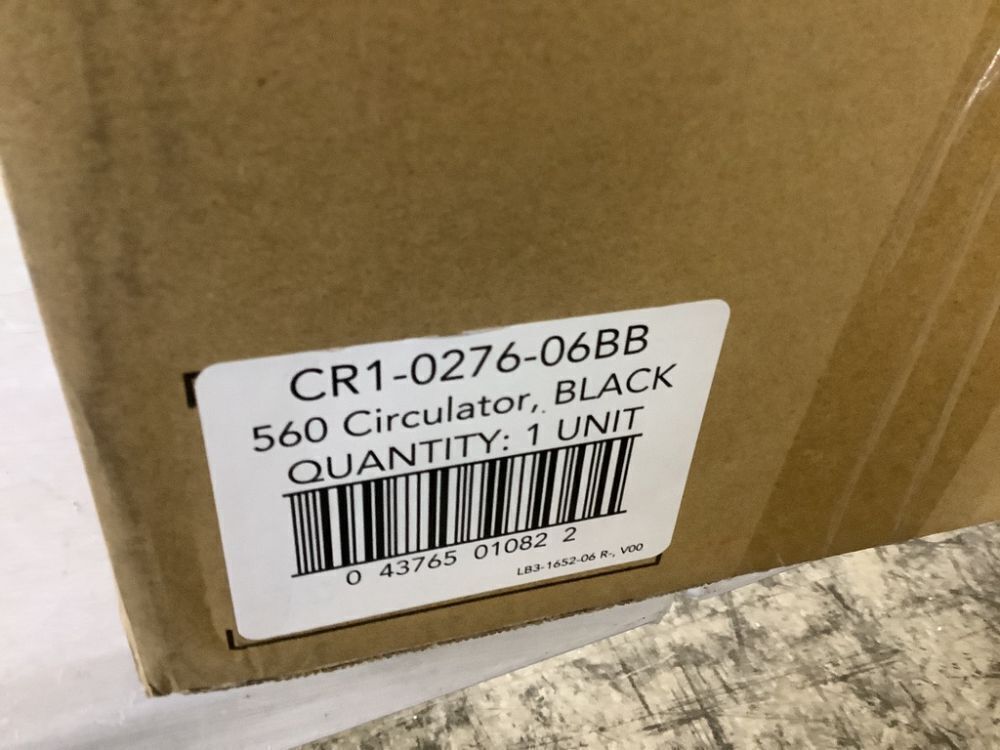 CR1-0276-06BB
560 Circulator, BLACK
QUANTITY: 1 UNIT
0 43765 01082 2
LB3-1652-06 R-, V00